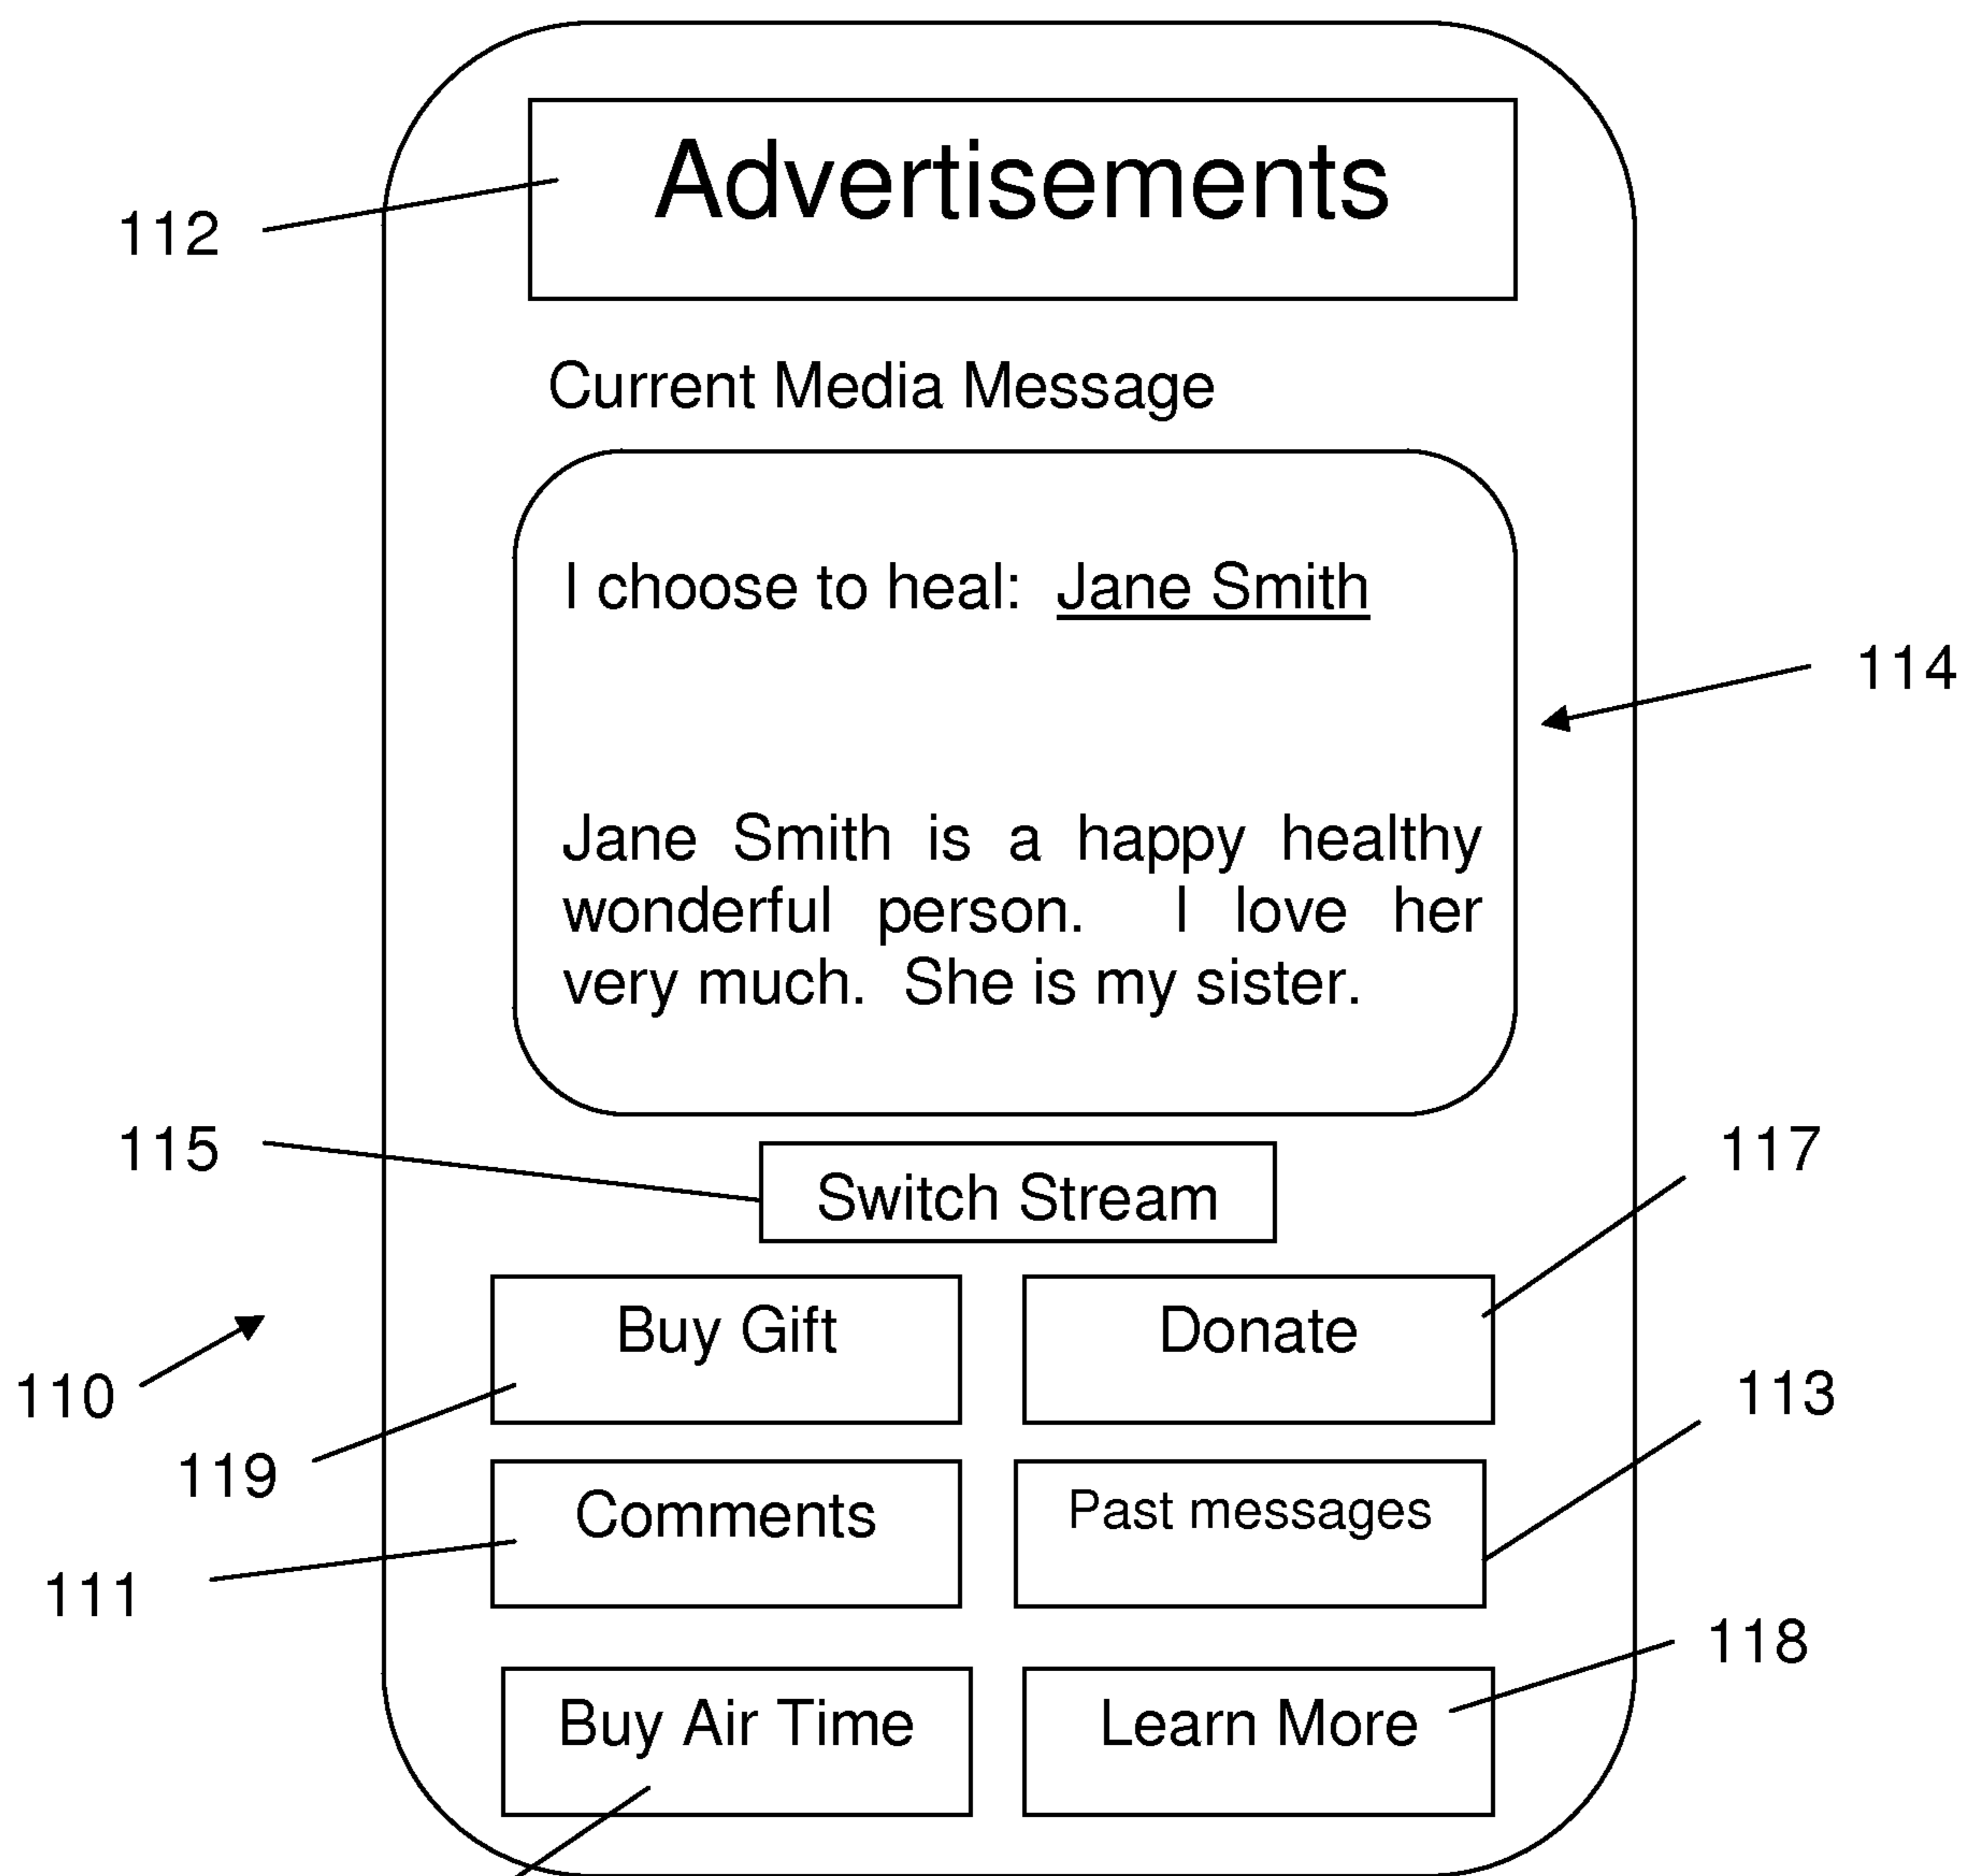 Advertisements
112
Current Media Message
I choose to heal: Jane Smith
114
Jane Smith is a happy healthy
wonderful person. I love her
very much. She is my sister.
115
117
Switch Stream
Buy Gift
Donate
110
113
119
Comments
Past messages
111
118
Buy Air Time
Learn More